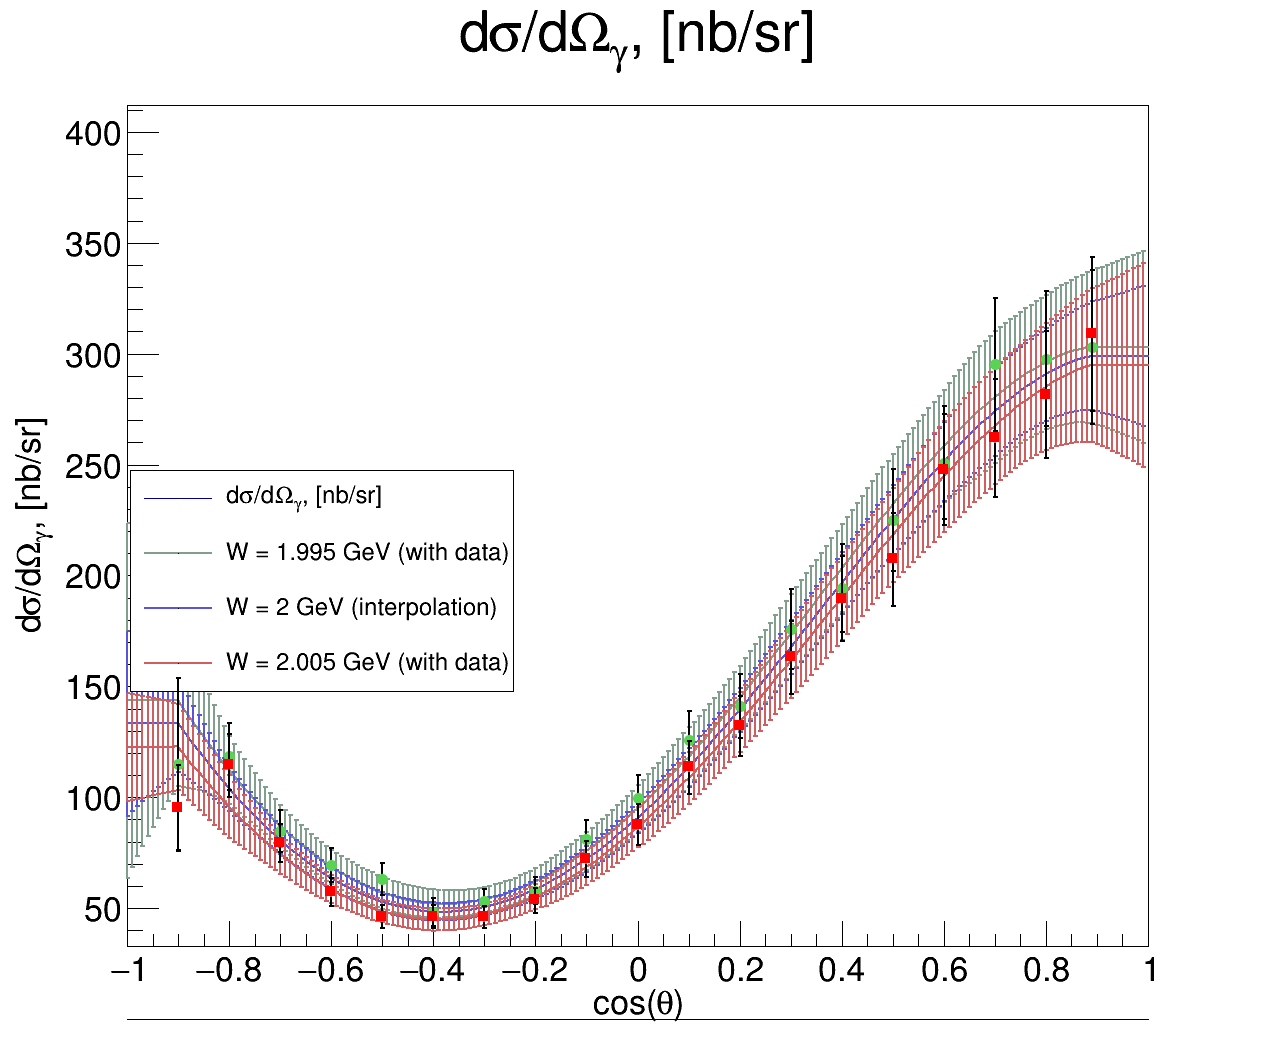 dσ/dΩγ, [nb/sr]
400
350
300
250
200
150
100
50
dσ/dΩγ, [nb/sr]
dσ/dΩγ, [nb/sr]
W = 1.995 GeV (with data)
W = 2 GeV (interpolation)
W = 2.005 GeV (with data)
−1 −0.8 −0.6 −0.4 −0.2 0 0.2 0.4 0.6 0.8 1
cos(θ)